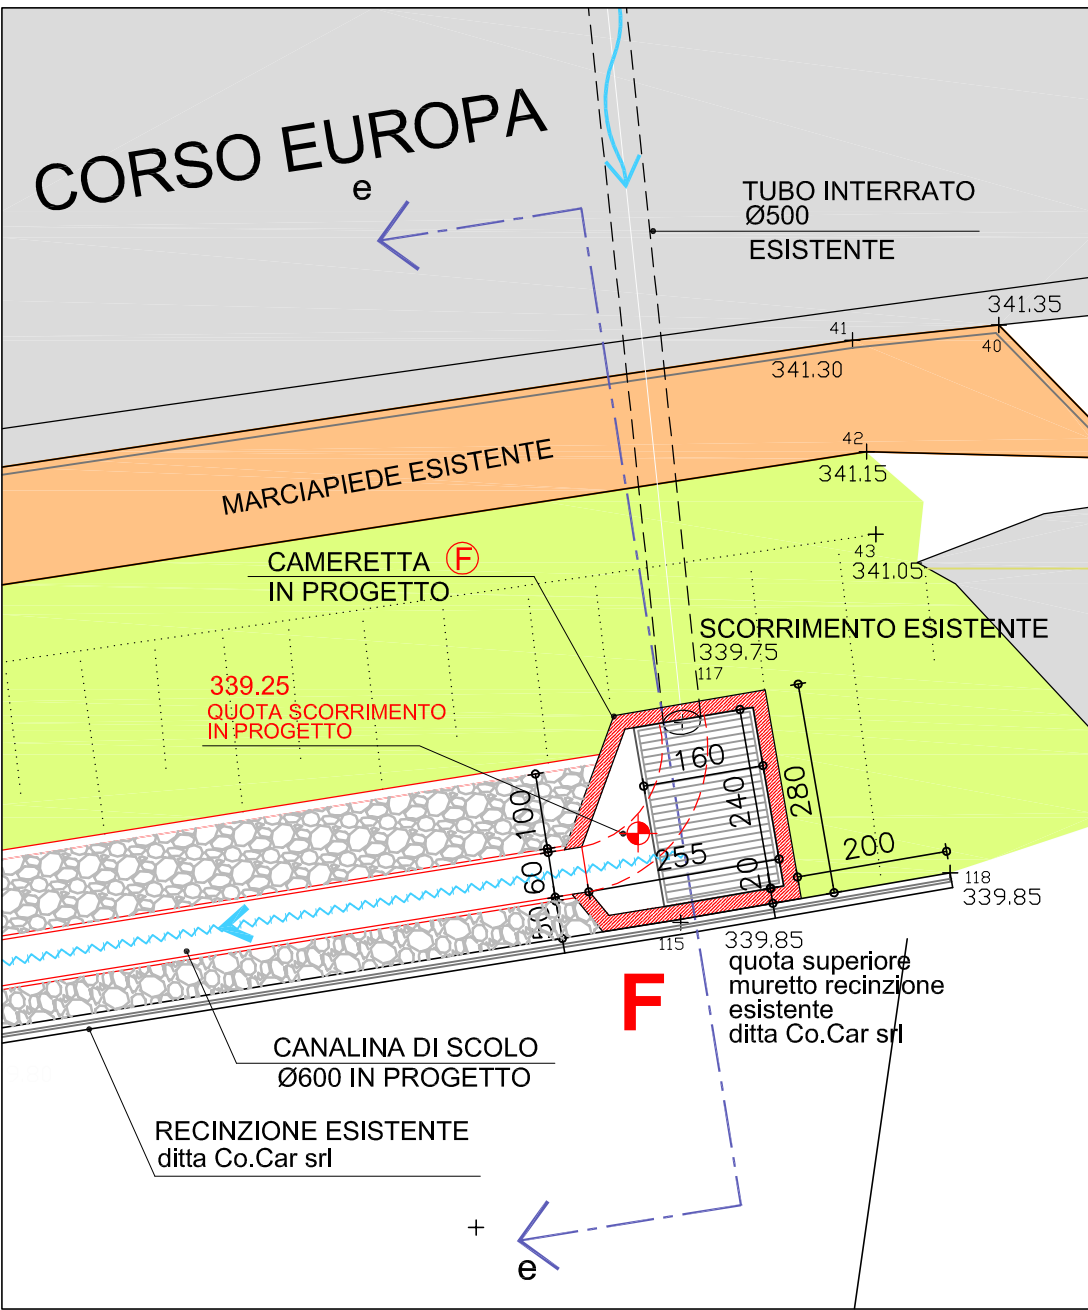 CORSO EUROPA
e
TUBO INTERRATO
Ø500
ESISTENTE
341.35
41
40
341.30
42
341.15
MARCIAPIEDE ESISTENTE
43
341.05
CAMERETTA F
IN PROGETTO
SCORRIMENTO ESISTENTE
339.75
117
339.25
QUOTA SCORRIMENTO
IN PROGETTO
160
240
280
100
255
200
60
20
50
118
339.85
115
339.85
quota superiore
muretto recinzione
esistente
ditta Co.Car srl
F
CANALINA DI SCOLO
Ø600 IN PROGETTO
RECINZIONE ESISTENTE
ditta Co.Car srl
e